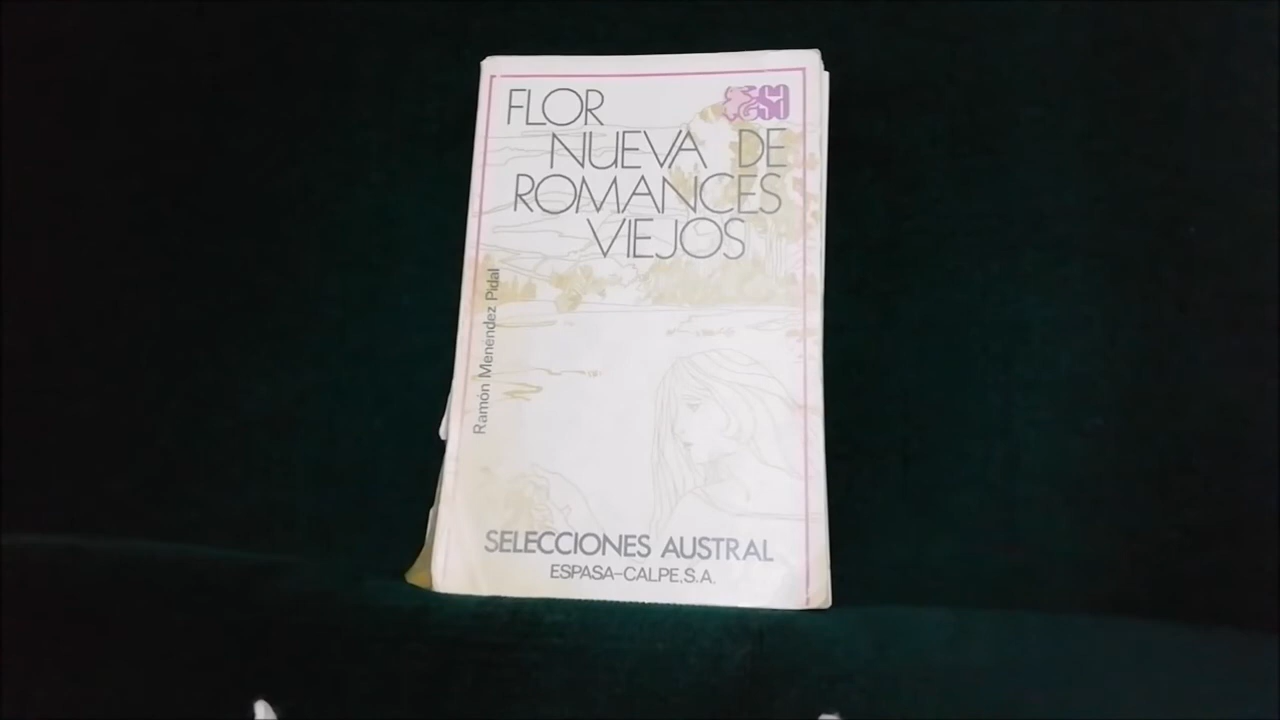 FLOR
NUEVA DE
ROMANCES
VIEJOS
Ramón Menéndez Pidal
SELECCIONES AUSTRAL
ESPASA-CALPE, S.A.